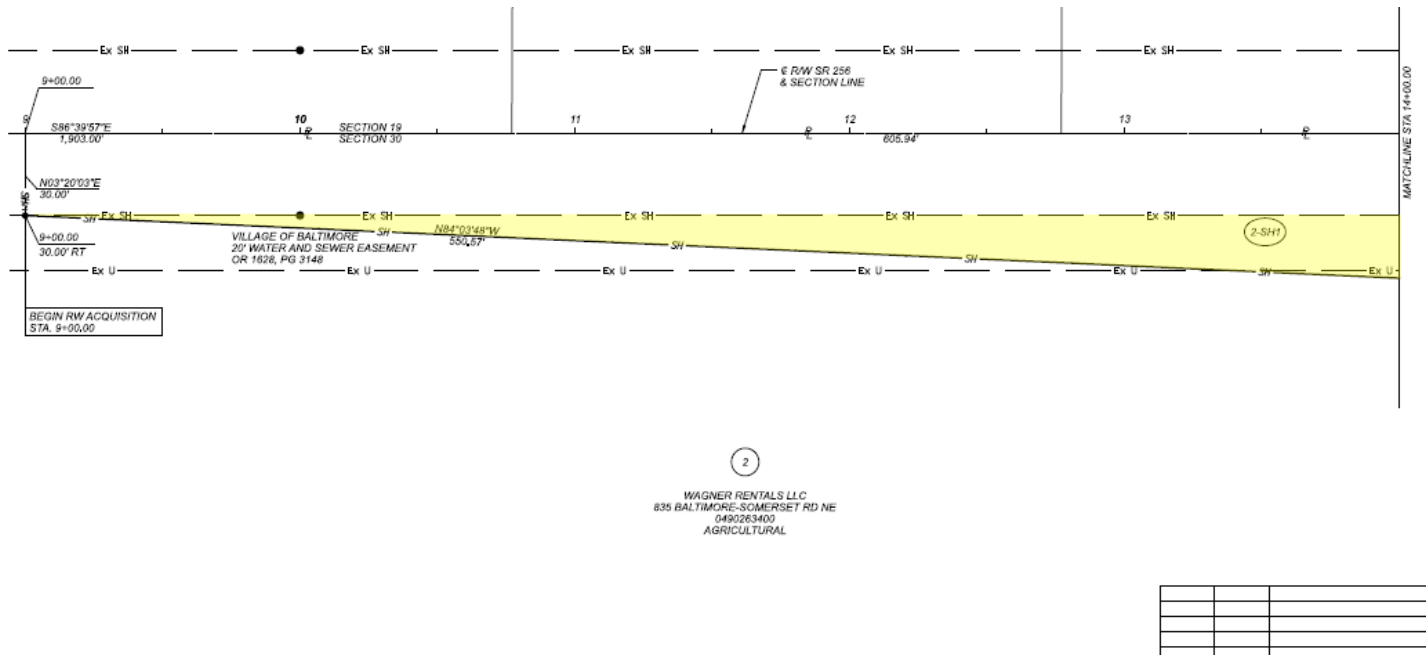 Ex SH Ex SH Ex SH Ex SH Ex SH
9+00.00
℄ R/W SR 256
& SECTION LINE
MATCHLINE STA 14+00.00
9 10 11 12 13
S86°39'57"E
1,903.00'
SECTION 19
SECTION 30
605.94'
N03°20'03"E
30.00'
SH
Ex SH Ex SH Ex SH Ex SH Ex SH
SH SH SH SH SH
2-SH1
9+00.00
30.00' RT
VILLAGE OF BALTIMORE
20' WATER AND SEWER EASEMENT
OR 1628, PG 3148
N84°03'48"W
550.57'
Ex U Ex U Ex U Ex U Ex U Ex U
BEGIN RW ACQUISITION
STA. 9+00.00
2
WAGNER RENTALS LLC
835 BALTIMORE-SOMERSET RD NE
0490263400
AGRICULTURAL